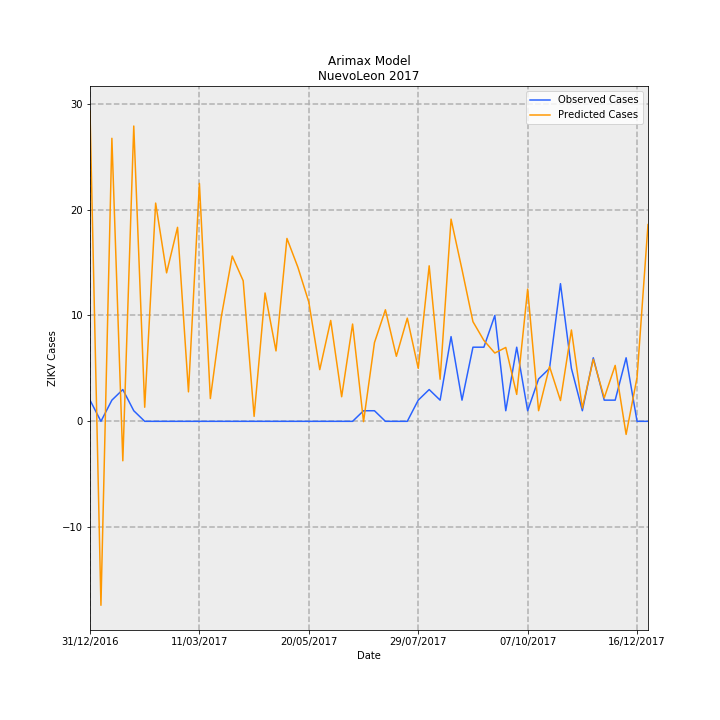 Arimax Model
NuevoLeon 2017
Observed Cases
Predicted Cases
ZIKV Cases
30
20
10
0
−10
31/12/2016
11/03/2017
20/05/2017
29/07/2017
07/10/2017
16/12/2017
Date